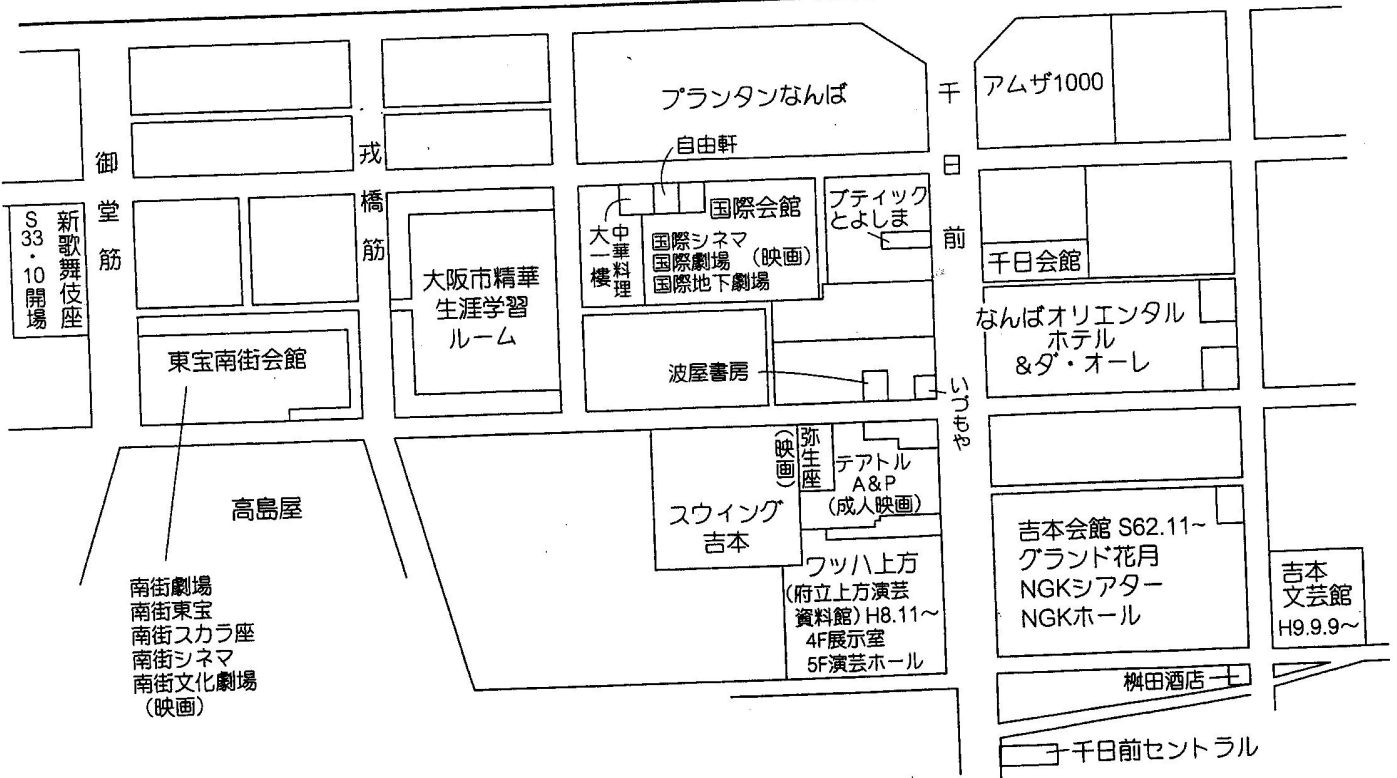 御堂筋
戎橋筋
千日前
プランタンなんば
アムザ1000
自由軒
新歌舞伎座
S33・10開場
大阪市精華
生涯学習
ルーム
中華料理
大一樓
国際会館
国際シネマ
国際劇場 (映画)
国際地下劇場
ブティック
とよしま
千日会館
東宝南街会館
波屋書房
いづもや
なんばオリエンタル
ホテル
&ダ・オーレ
高島屋
南街劇場
南街東宝
南街スカラ座
南街シネマ
南街文化劇場
(映画)
スウィング
吉本
弥生座
(映画)
テアトル
A&P
(成人映画)
ワッハ上方
(府立上方演芸
資料館)H8.11~
4F展示室
5F演芸ホール
吉本会館 S62.11~
グランド花月
NGKシアター
NGKホール
吉本
文芸館
H9.9.9~
桝田酒店
千日前セントラル